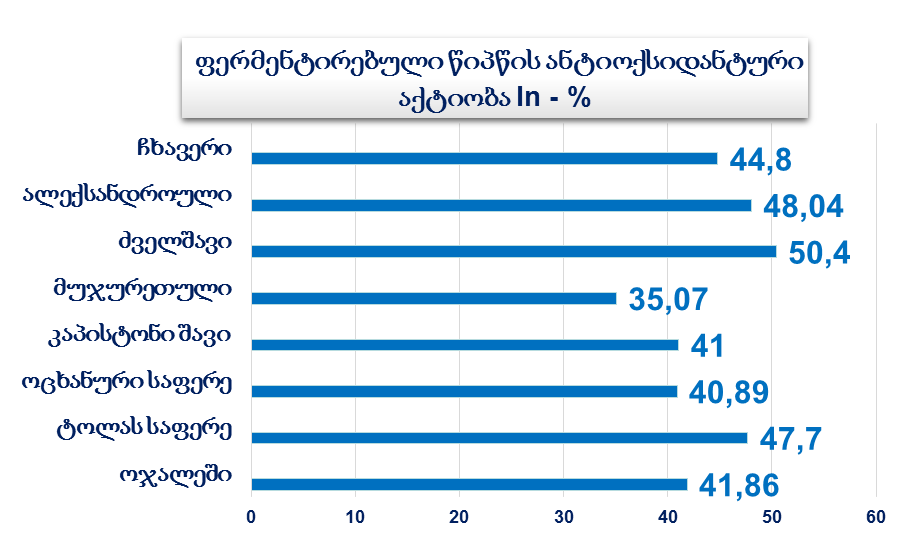 ფერმენტირებული წიპწის ანტიოქსიდანტური
აქტიობა In - %
ჩხავერი 44,8
ალექსანდროული 48,04
ძველშავი 50,4
მუჯურეთული 35,07
კაპისტონი შავი 41
ოცხანური საფერე 40,89
ტოლას საფერე 47,7
ოჯალეში 41,86
0 10 20 30 40 50 60